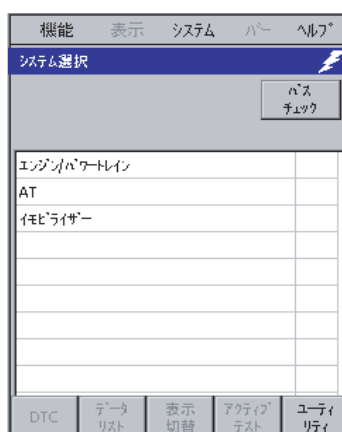 機能 表示 システム バー ヘルプ
システム選択
バス
チェック
エンジン/パワートレイン
AT
イモビライザー
DTC データ 表示 アクティブ ユーティ
リスト 切替 テスト リティ